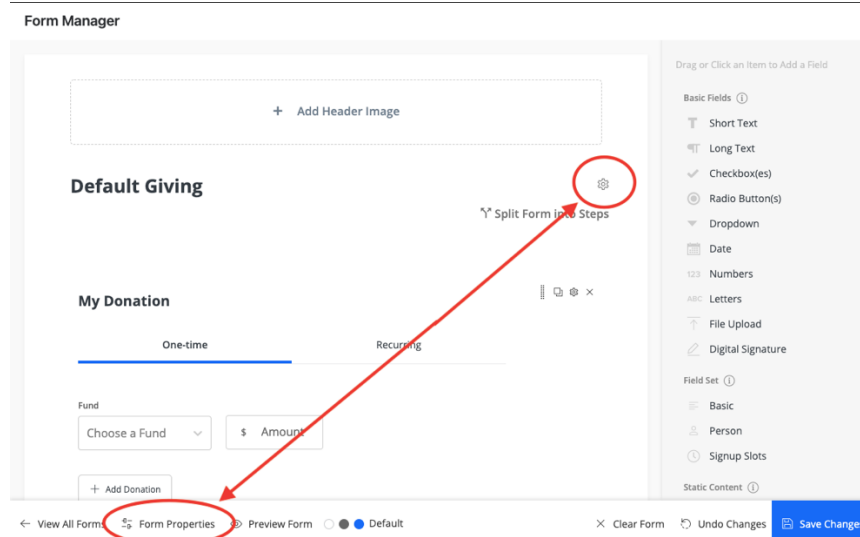 Form Manager
Drag or Click an Item to Add a Field
+ Add Header Image
Basic Fields
Short Text
Long Text
Checkbox(es)
Default Giving
Radio Button(s)
Split Form into Steps
Dropdown
Date
123 Numbers
My Donation
ABC Letters
File Upload
One-time Recurring
Digital Signature
Field Set
Fund
Basic
Choose a Fund $ Amount
Person
Signup Slots
+ Add Donation
Static Content
View All Forms Form Properties Preview Form Default Clear Form Undo Changes Save Change